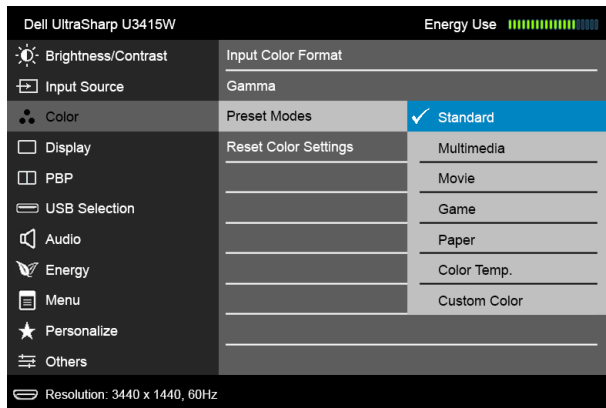 Dell UltraSharp U3415W
Energy Use
Brightness/Contrast
Input Color Format
Input Source
Gamma
Color
Preset Modes
Standard
Display
Reset Color Settings
Multimedia
PBP
Movie
USB Selection
Game
Audio
Paper
Energy
Color Temp.
Menu
Custom Color
Personalize
Others
Resolution: 3440 x 1440, 60Hz